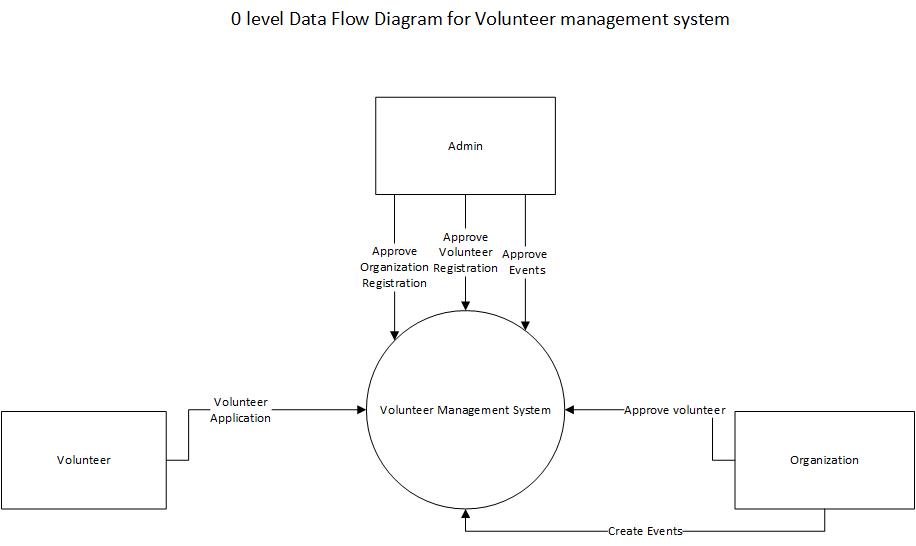 0 level Data Flow Diagram for Volunteer management system
Admin
Approve
Organization
Registration
Approve
Volunteer
Registration
Approve
Events
Volunteer
Application
Volunteer Management System
Approve volunteer
Volunteer
Organization
Create Events